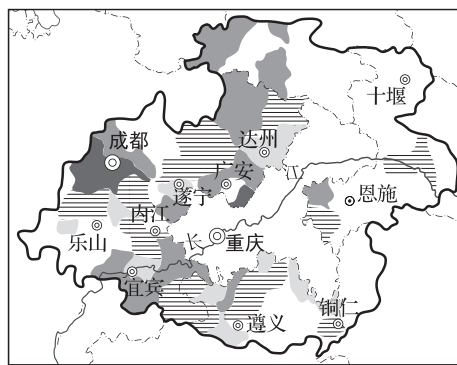 十堰
成都
达州
广安
江
遂宁
恩施
内江
乐山
长
重庆
宜宾
铜仁
遵义